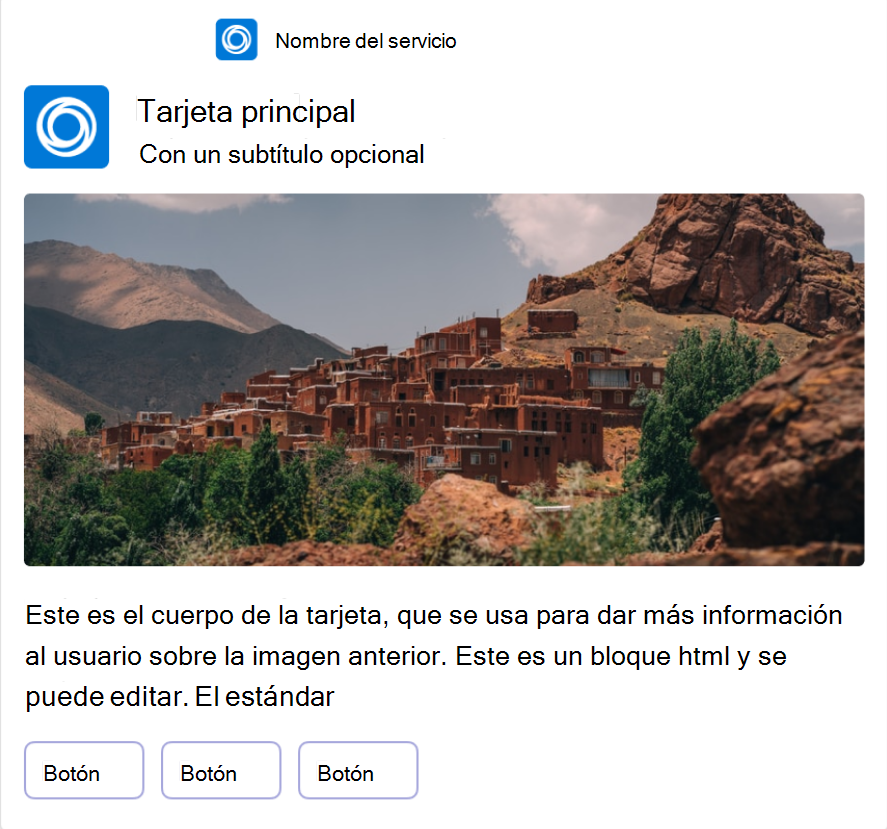 Nombre del servicio
Tarjeta principal
Con un subtítulo opcional
Este es el cuerpo de la tarjeta, que se usa para dar más información
al usuario sobre la imagen anterior. Este es un bloque html y se
puede editar. El estándar
Botón Botón Botón